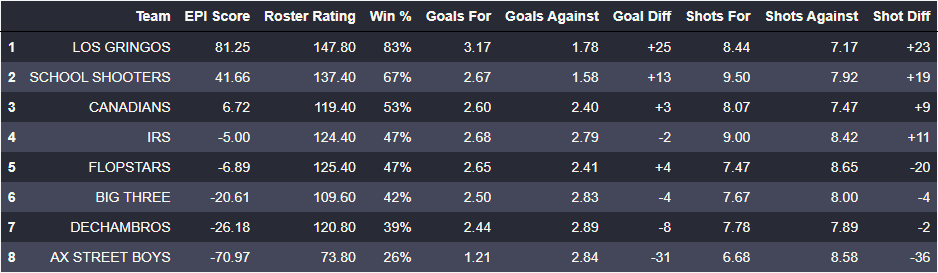 Team EPI Score Roster Rating Win % Goals For Goals Against Goal Diff Shots For Shots Against Shot Diff
1 LOS GRINGOS 81.25 147.80 83% 3.17 1.78 +25 8.44 7.17 +23
2 SCHOOL SHOOTERS 41.66 137.40 67% 2.67 1.58 +13 9.50 7.92 +19
3 CANADIANS 6.72 119.40 53% 2.60 2.40 +3 8.07 7.47 +9
4 IRS -5.00 124.40 47% 2.68 2.79 -2 9.00 8.42 +11
5 FLOPSTARS -6.89 125.40 47% 2.65 2.41 +4 7.47 8.65 -20
6 BIG THREE -20.61 109.60 42% 2.50 2.83 -4 7.67 8.00 -4
7 DECHAMBROS -26.18 120.80 39% 2.44 2.89 -8 7.78 7.89 -2
8 AX STREET BOYS -70.97 73.80 26% 1.21 2.84 -31 6.68 8.58 -36